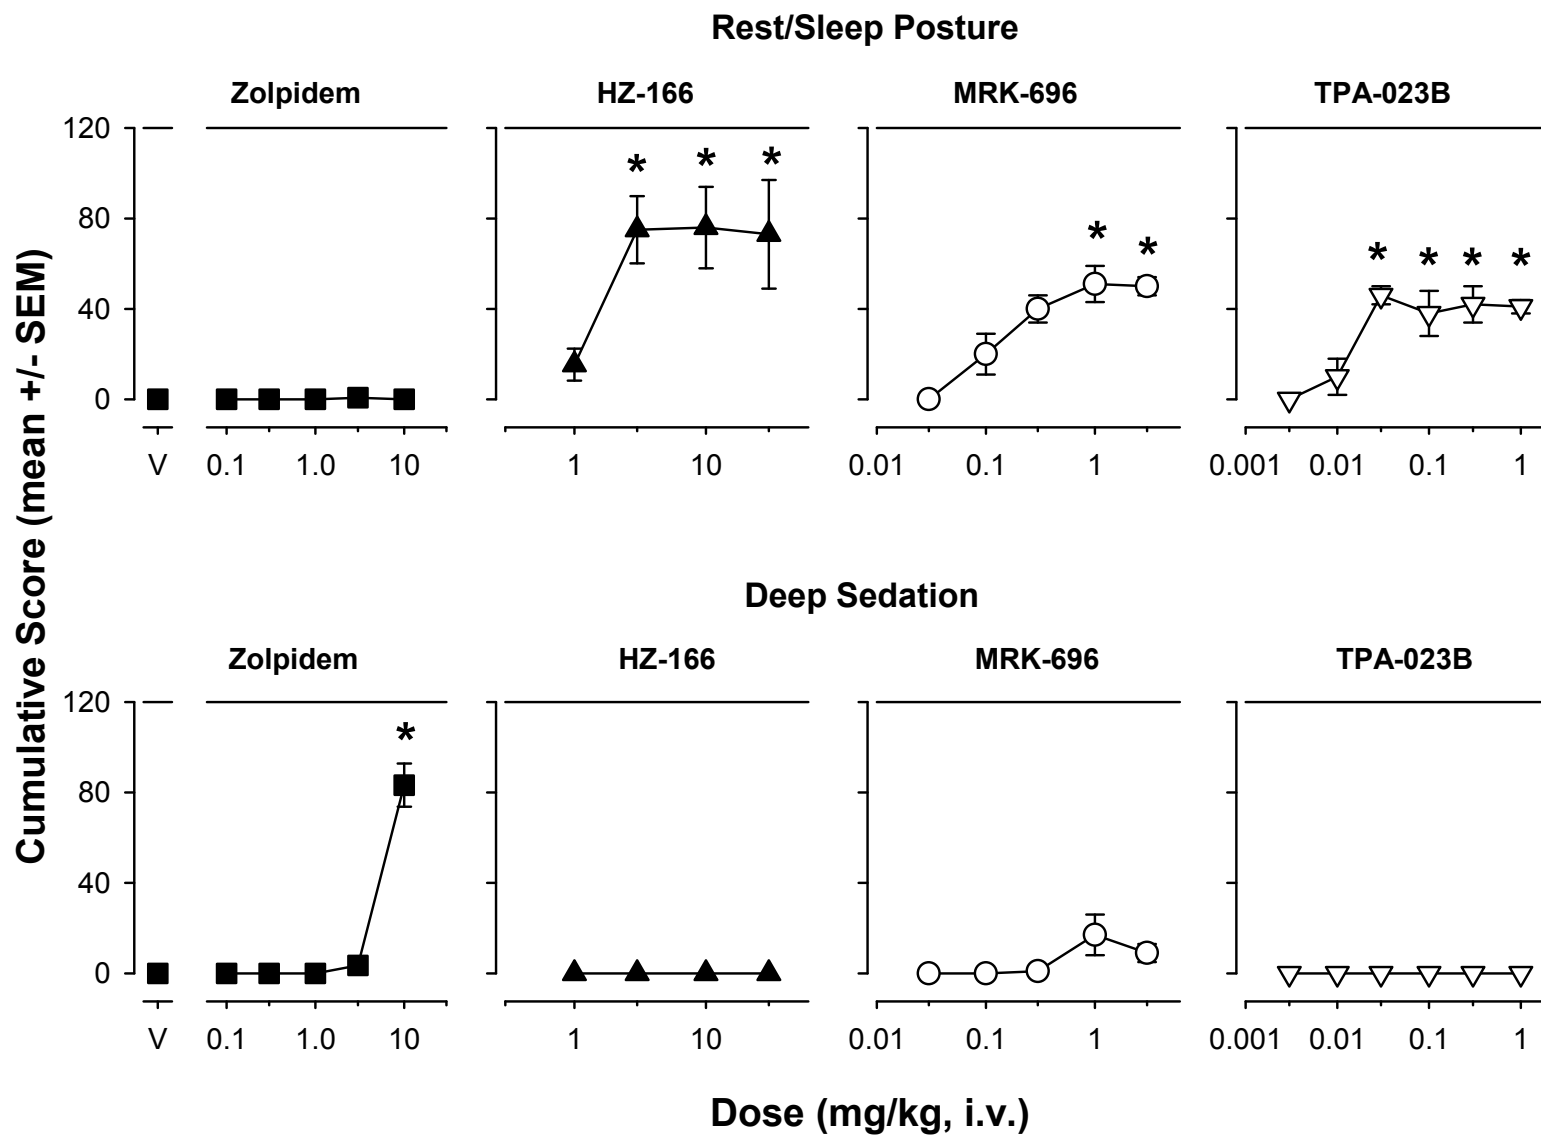 Rest/Sleep Posture
Zolpidem HZ-166 MRK-696 TPA-023B
Cumulative Score (mean +/- SEM)
120
* * * * * * * * *
80
40
0
V 0.1 1.0 10 1 10 0.01 0.1 1 0.001 0.01 0.1 1
Deep Sedation
Zolpidem HZ-166 MRK-696 TPA-023B
120
*
80
40
0
V 0.1 1.0 10 1 10 0.01 0.1 1 0.001 0.01 0.1 1
Dose (mg/kg, i.v.)